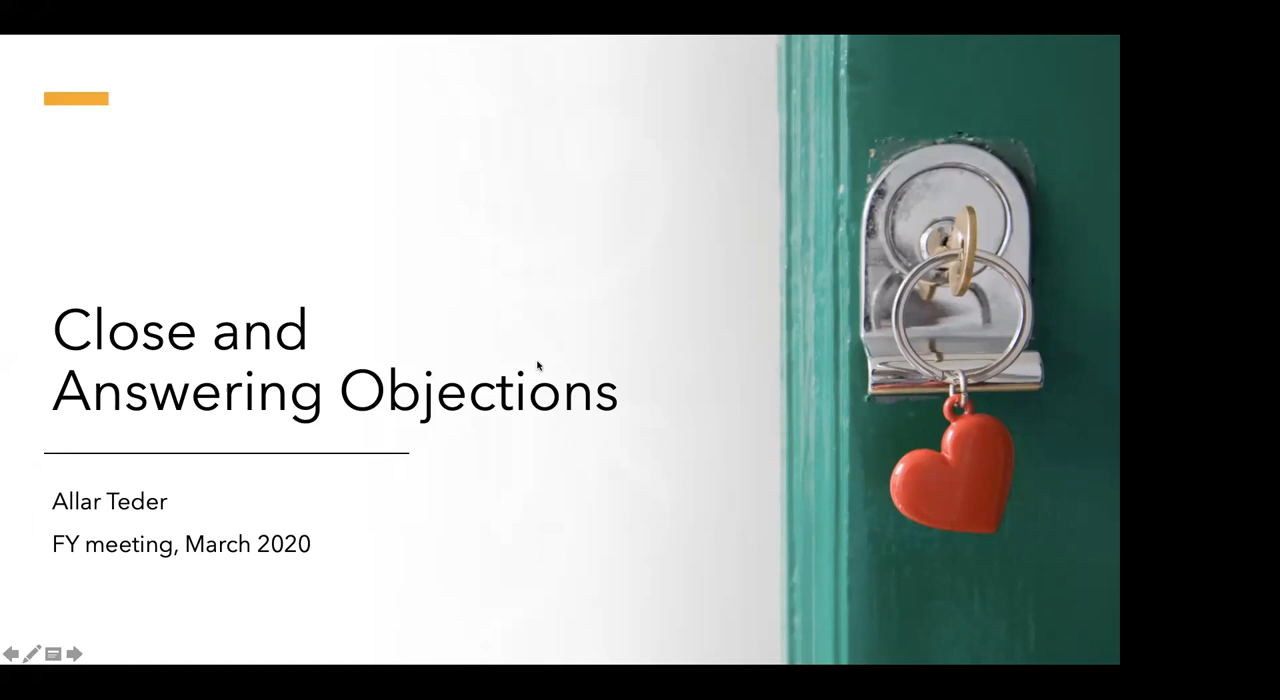 Close and
Answering Objections
Allar Teder
FY meeting, March 2020